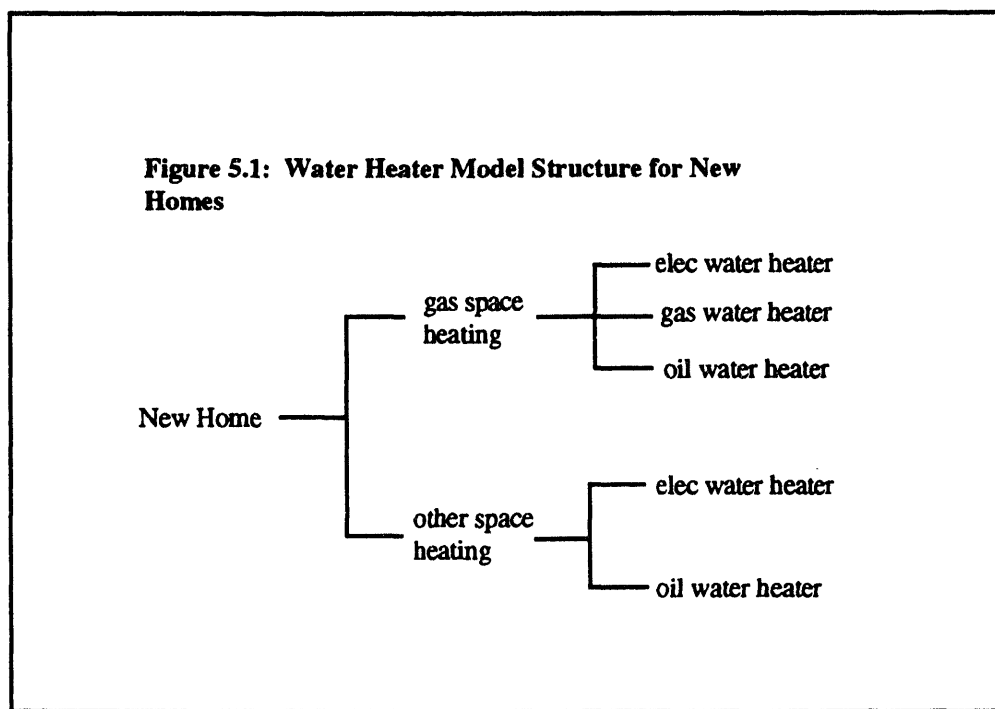 Figure 5.1: Water Heater Model Structure for New
Homes
New Home
gas space
heating
elec water heater
gas water heater
oil water heater
other space
heating
elec water heater
oil water heater